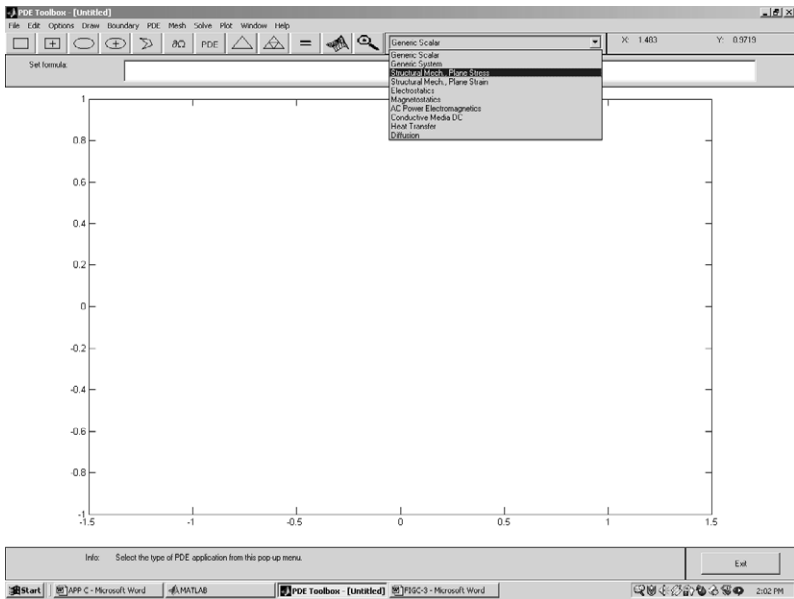 PDE Toolbox - [Untitled]
File Edit Options Draw Boundary PDE Mesh Solve Plot Window Help
∂Ω PDE = Generic Scalar X: 1.403 Y: 0.9719
Set formula:
Generic Scalar
Generic System
Structural Mech., Plane Stress
Structural Mech., Plane Strain
Electrostatics
Magnetostatics
AC Power Electromagnetics
Conductive Media DC
Heat Transfer
Diffusion
1
0.8
0.6
0.4
0.2
0
-0.2
-0.4
-0.6
-0.8
-1
-1.5 -1 -0.5 0 0.5 1 1.5
Info: Select the type of PDE application from this pop-up menu.
Exit
Start APP C - Microsoft Word MATLAB PDE Toolbox - [Untitled] FIGC-3 - Microsoft Word 2:02 PM